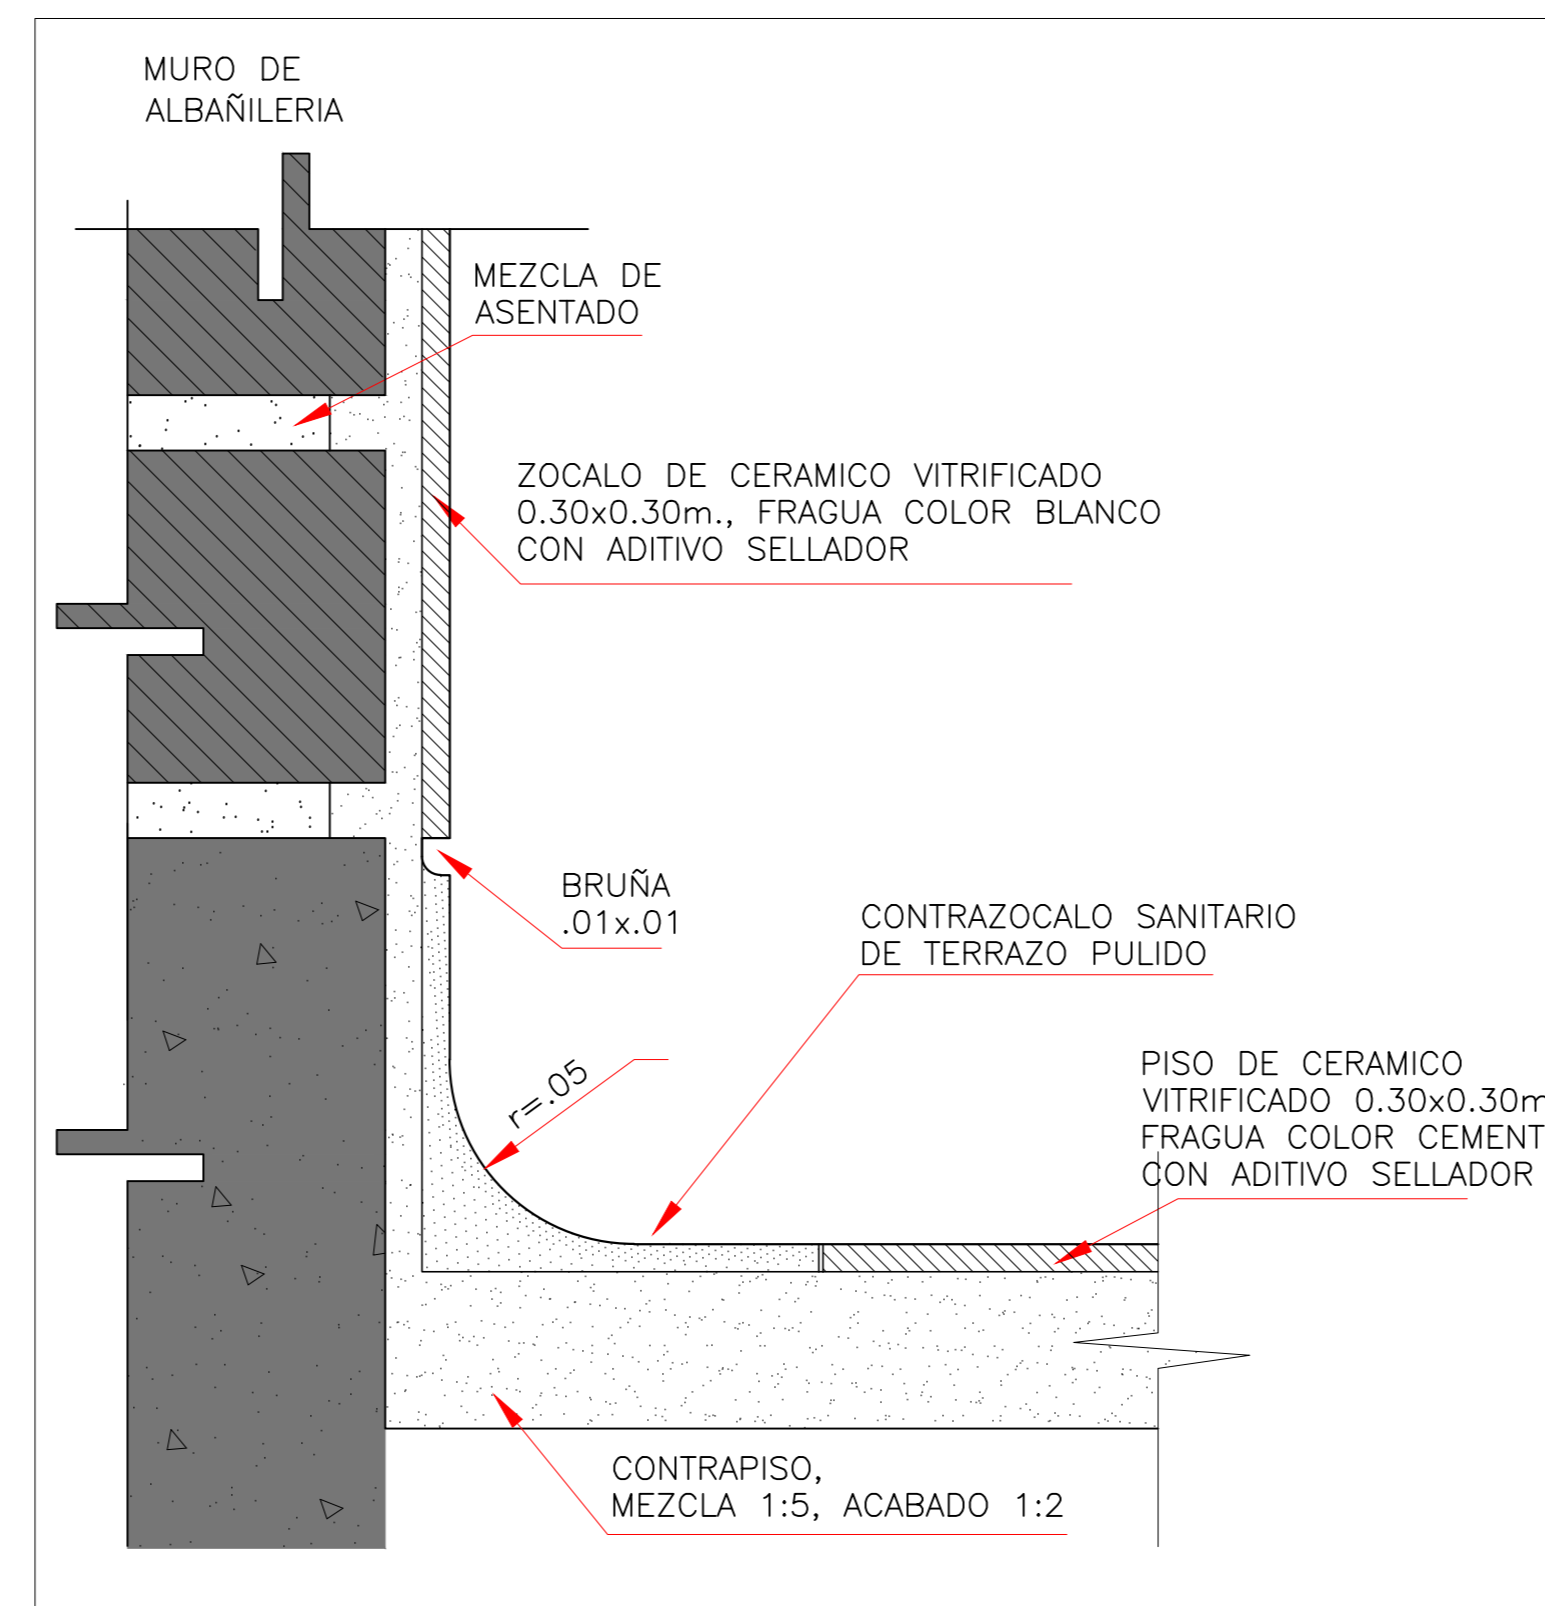 MURO DE
ALBAÑILERIA
MEZCLA DE
ASENTADO
ZOCALO DE CERAMICO VITRIFICADO
0.30x0.30m., FRAGUA COLOR BLANCO
CON ADITIVO SELLADOR
BRUÑA
.01x.01
CONTRAZOCALO SANITARIO
DE TERRAZO PULIDO
r=.05
PISO DE CERAMICO
VITRIFICADO 0.30x0.30m
FRAGUA COLOR CEMENT
CON ADITIVO SELLADOR
CONTRAPISO,
MEZCLA 1:5, ACABADO 1:2